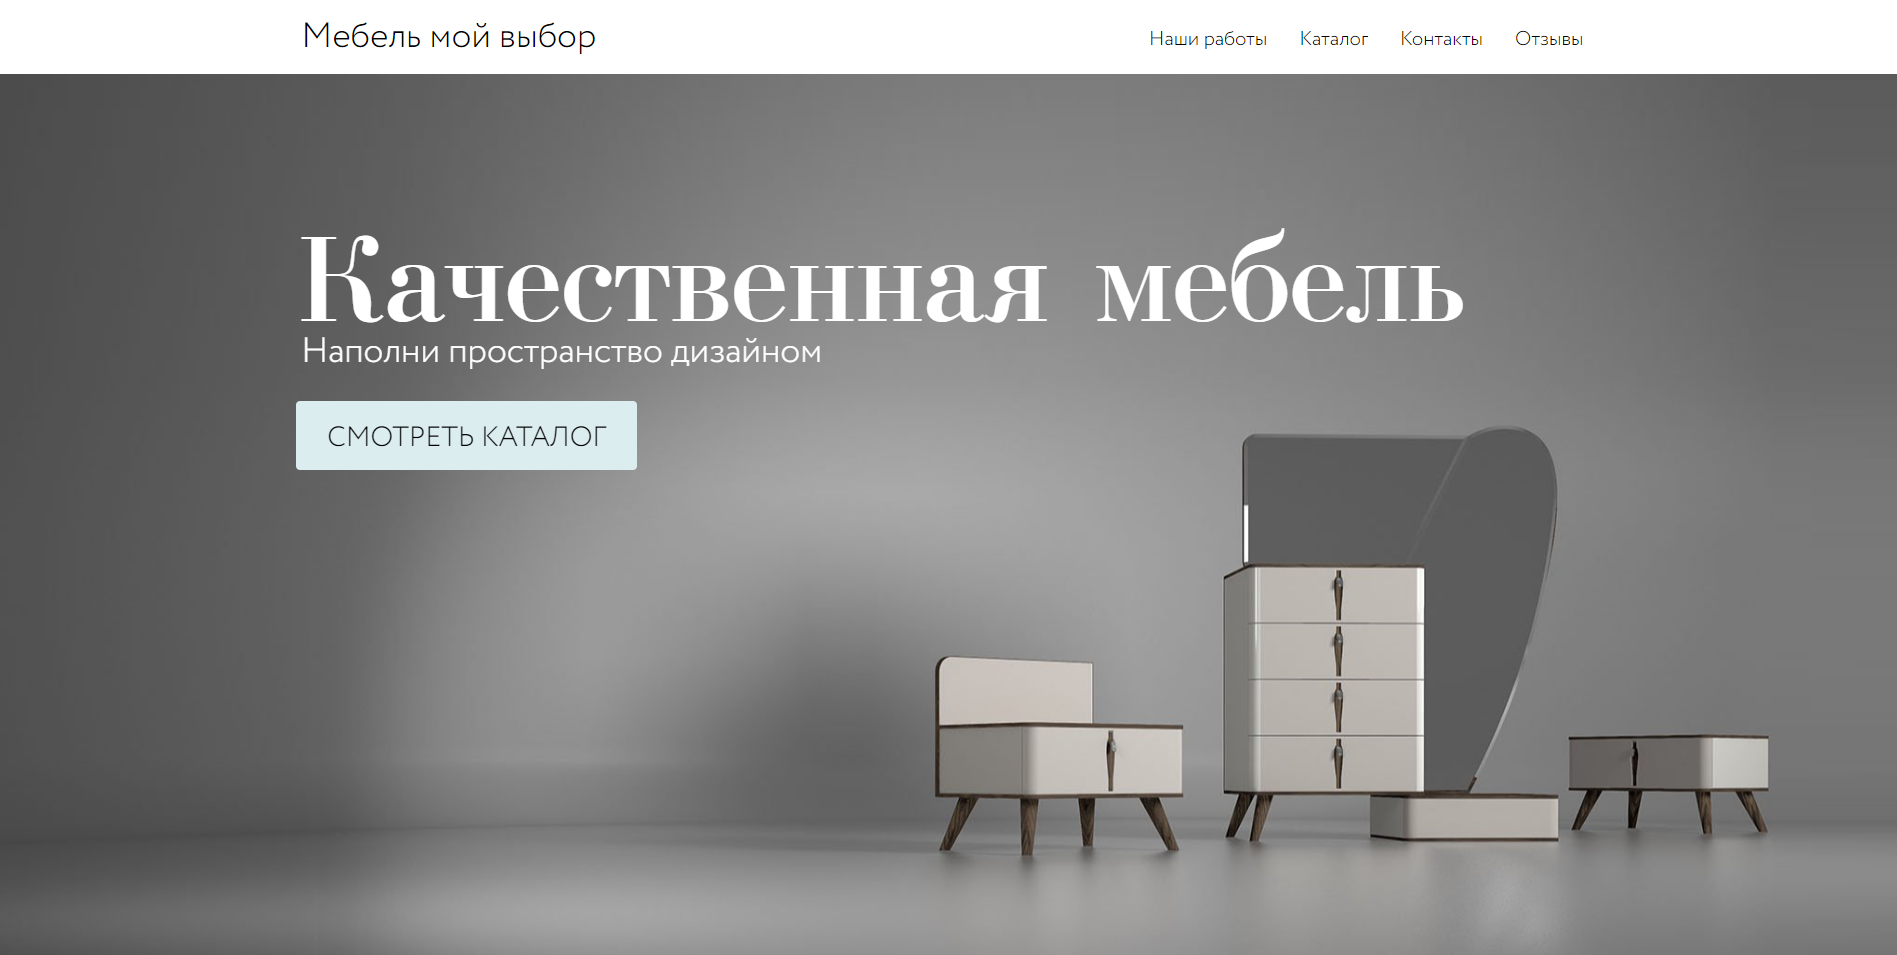 Мебель мой выбор
Наши работы Каталог Контакты Отзывы
Качественная мебель
Наполни пространство дизайном
СМОТРЕТЬ КАТАЛОГ